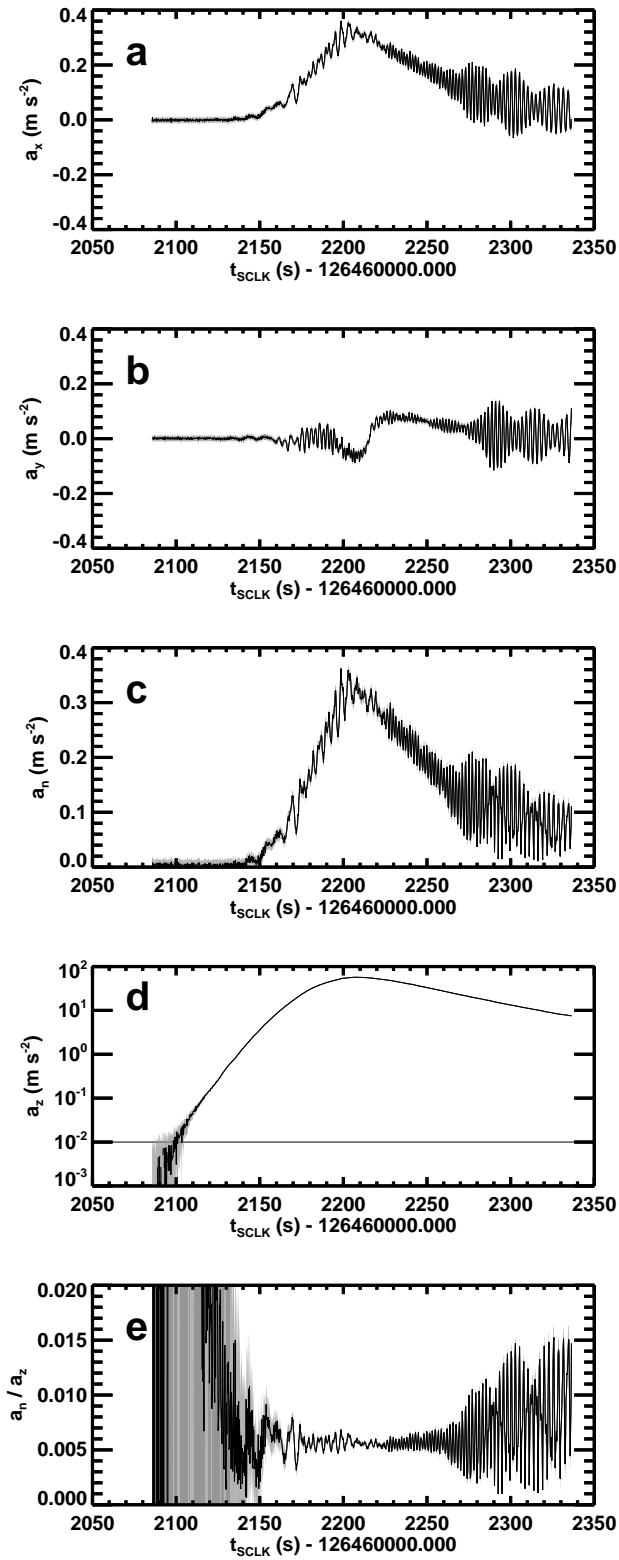 a
0.4
0.2
0.0
-0.2
-0.4
a_x (m s^-2)
2050 2100 2150 2200 2250 2300 2350
t_SCLK (s) - 126460000.000
b
0.4
0.2
0.0
-0.2
-0.4
a_y (m s^-2)
2050 2100 2150 2200 2250 2300 2350
t_SCLK (s) - 126460000.000
c
0.4
0.3
0.2
0.1
0.0
a_n (m s^-2)
2050 2100 2150 2200 2250 2300 2350
t_SCLK (s) - 126460000.000
d
10^2
10^1
10^0
10^-1
10^-2
10^-3
a_z (m s^-2)
2050 2100 2150 2200 2250 2300 2350
t_SCLK (s) - 126460000.000
e
0.020
0.015
0.010
0.005
0.000
a_n / a_z
2050 2100 2150 2200 2250 2300 2350
t_SCLK (s) - 126460000.000